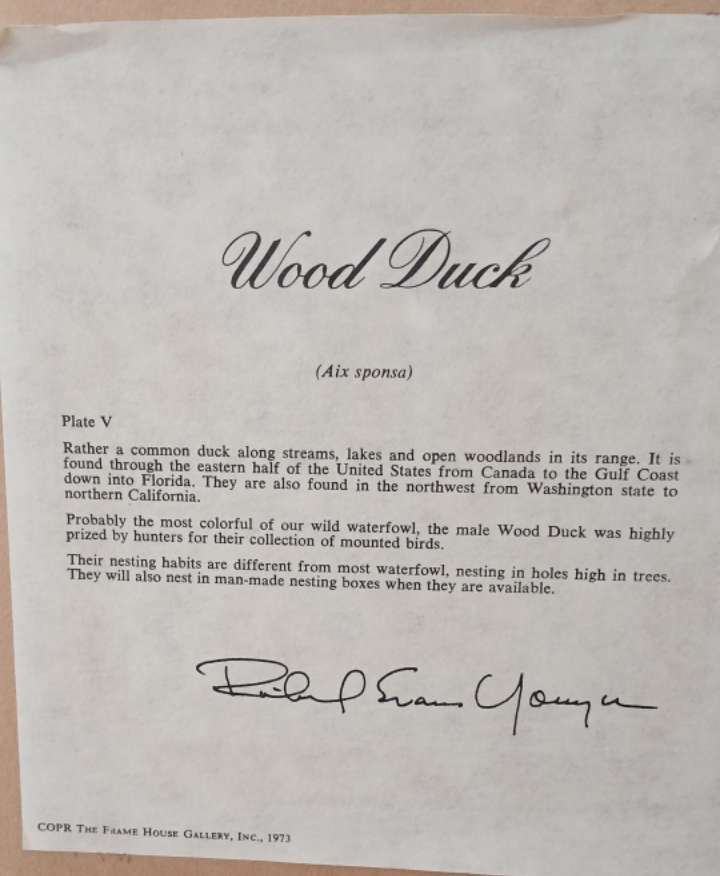 Wood Duck
(Aix sponsa)
Plate V
Rather a common duck along streams, lakes and open woodlands in its range. It is
found through the eastern half of the United States from Canada to the Gulf Coast
down into Florida. They are also found in the northwest from Washington state to
northern California.
Probably the most colorful of our wild waterfowl, the male Wood Duck was highly
prized by hunters for their collection of mounted birds.
Their nesting habits are different from most waterfowl, nesting in holes high in trees.
They will also nest in man-made nesting boxes when they are available.
Richard Evans Younger
COPR THE FRAME HOUSE GALLERY, INC., 1973